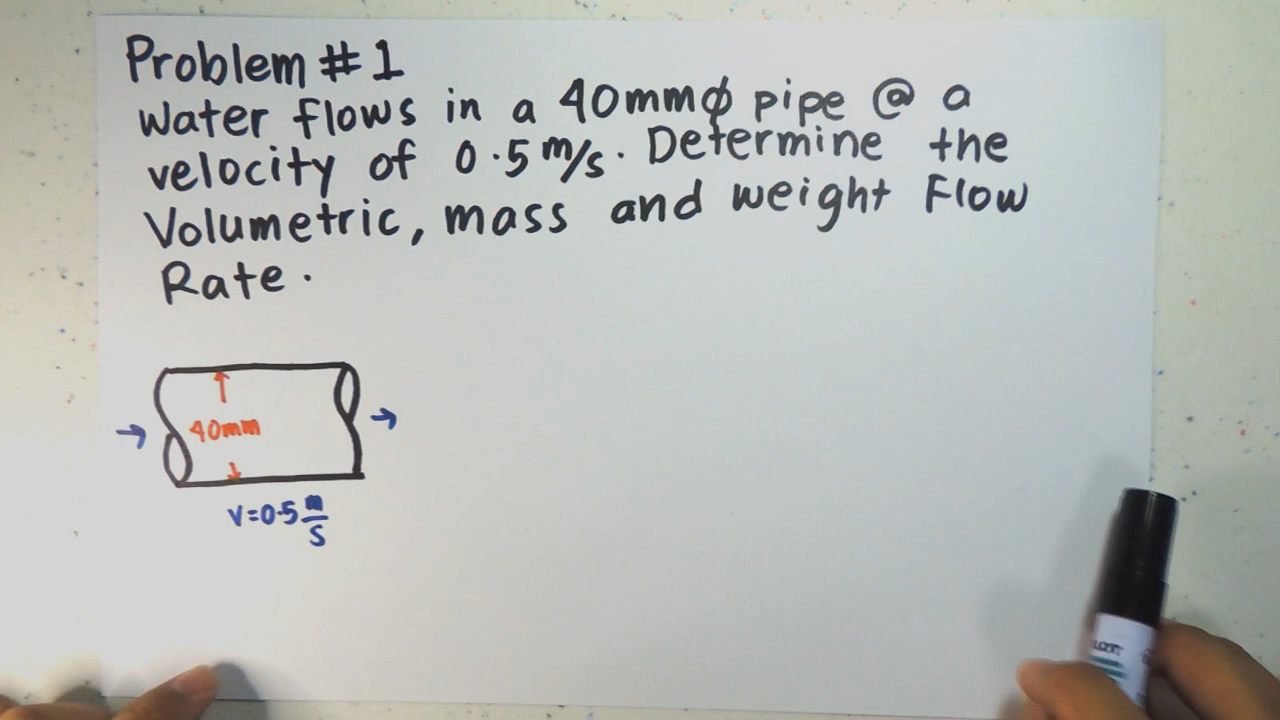 Problem #1
Water flows in a 40mmϕ pipe @ a
velocity of 0.5 m/s. Determine the
Volumetric, mass and weight Flow
Rate.
40mm
V=0.5 m/s